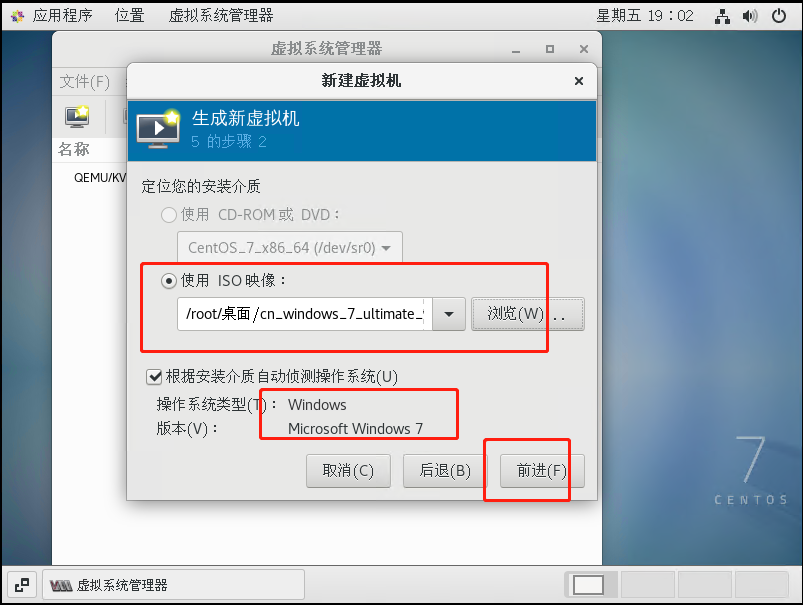 应用程序 位置 虚拟系统管理器 星期五 19：02
虚拟系统管理器
文件(F)
新建虚拟机
生成新虚拟机
5 的步骤 2
名称
QEMU/KV
定位您的安装介质
使用 CD-ROM 或 DVD：
CentOS_7_x86_64 (/dev/sr0)
使用 ISO 映像：
/root/桌面/cn_windows_7_ultimate_
浏览(W)...
根据安装介质自动侦测操作系统(U)
操作系统类型(T)： Windows
版本(V)： Microsoft Windows 7
取消(C) 后退(B) 前进(F)
7
CENTOS
虚拟系统管理器